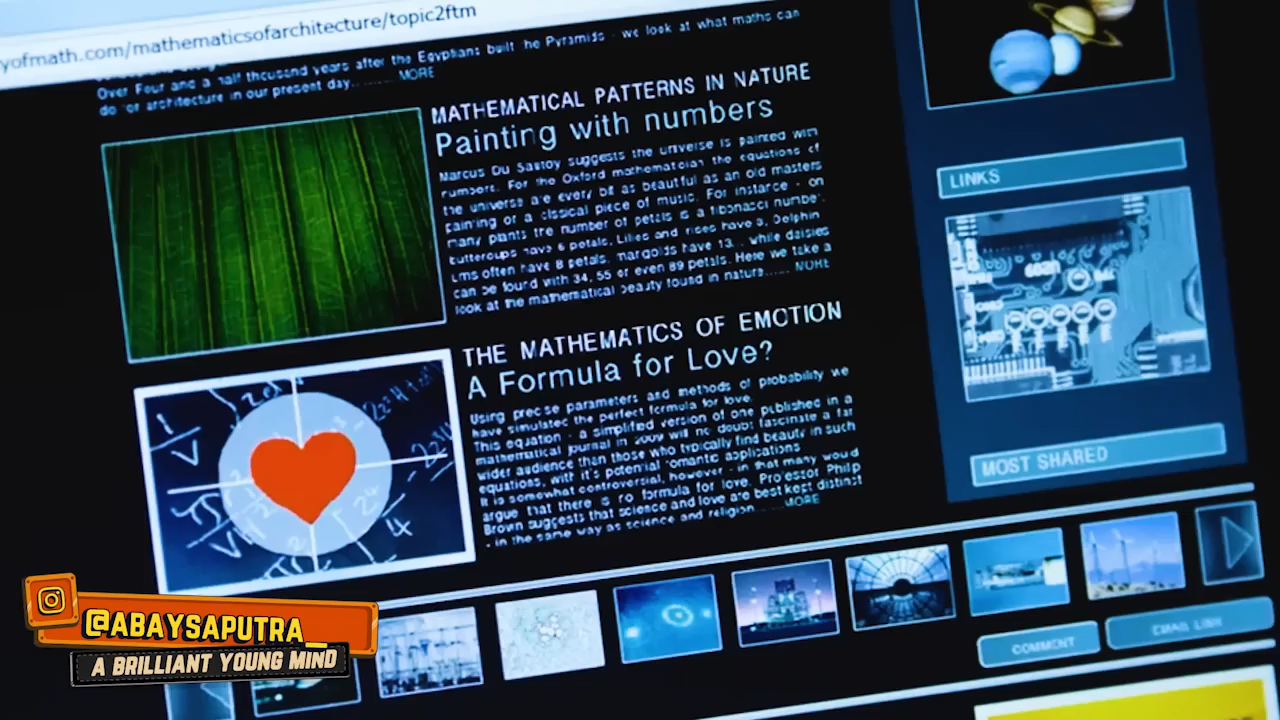 yofmath.com/mathematicsofarchitecture/topic2ftm
Over Four and a half thcusand years after the Egyptians built he Pyramids - we look at what maths can
do for architecture in our present day. MORE
MATHEMATICAL PATTERNS IN NATURE
Painting with numbers
Marcus Du Sautoy suggests the universe is painted with
numbers. For the Oxford mathematician the equations of
the universe are every bit as beautiful as an old masters
painting or a classical piece of music. For instance - on
many plants the number of petals is a fibonacci number.
buttercups have 5 petals, Lilies and irises have 3, Delphin
iums often have 8 petals, marigolds have 13... while daisies
can be found with 34, 55 or even 89 petals. Here we take a
look at the mathematical beauty found in nature...... MORE
THE MATHEMATICS OF EMOTION
A Formula for Love?
Using precise parameters and methods of probability we
have simulated the perfect formula for love.
This equation - a simplified version of one published in a
mathematical journal in 2009 will no doubt fascinate a far
wider audience than those who typically find beauty in such
equations, with it's potential romantic applications
It is somewhat controversial, however - in that many would
argue that there is no formula for love. Professor Philip
Brown suggests that science and love are best kept distinct
- in the same way as science and religion..... MORE
LINKS
MOST SHARED
COMMENT
EMAIL LINK
@ABAYSAPUTRA_
A BRILLIANT YOUNG MIND